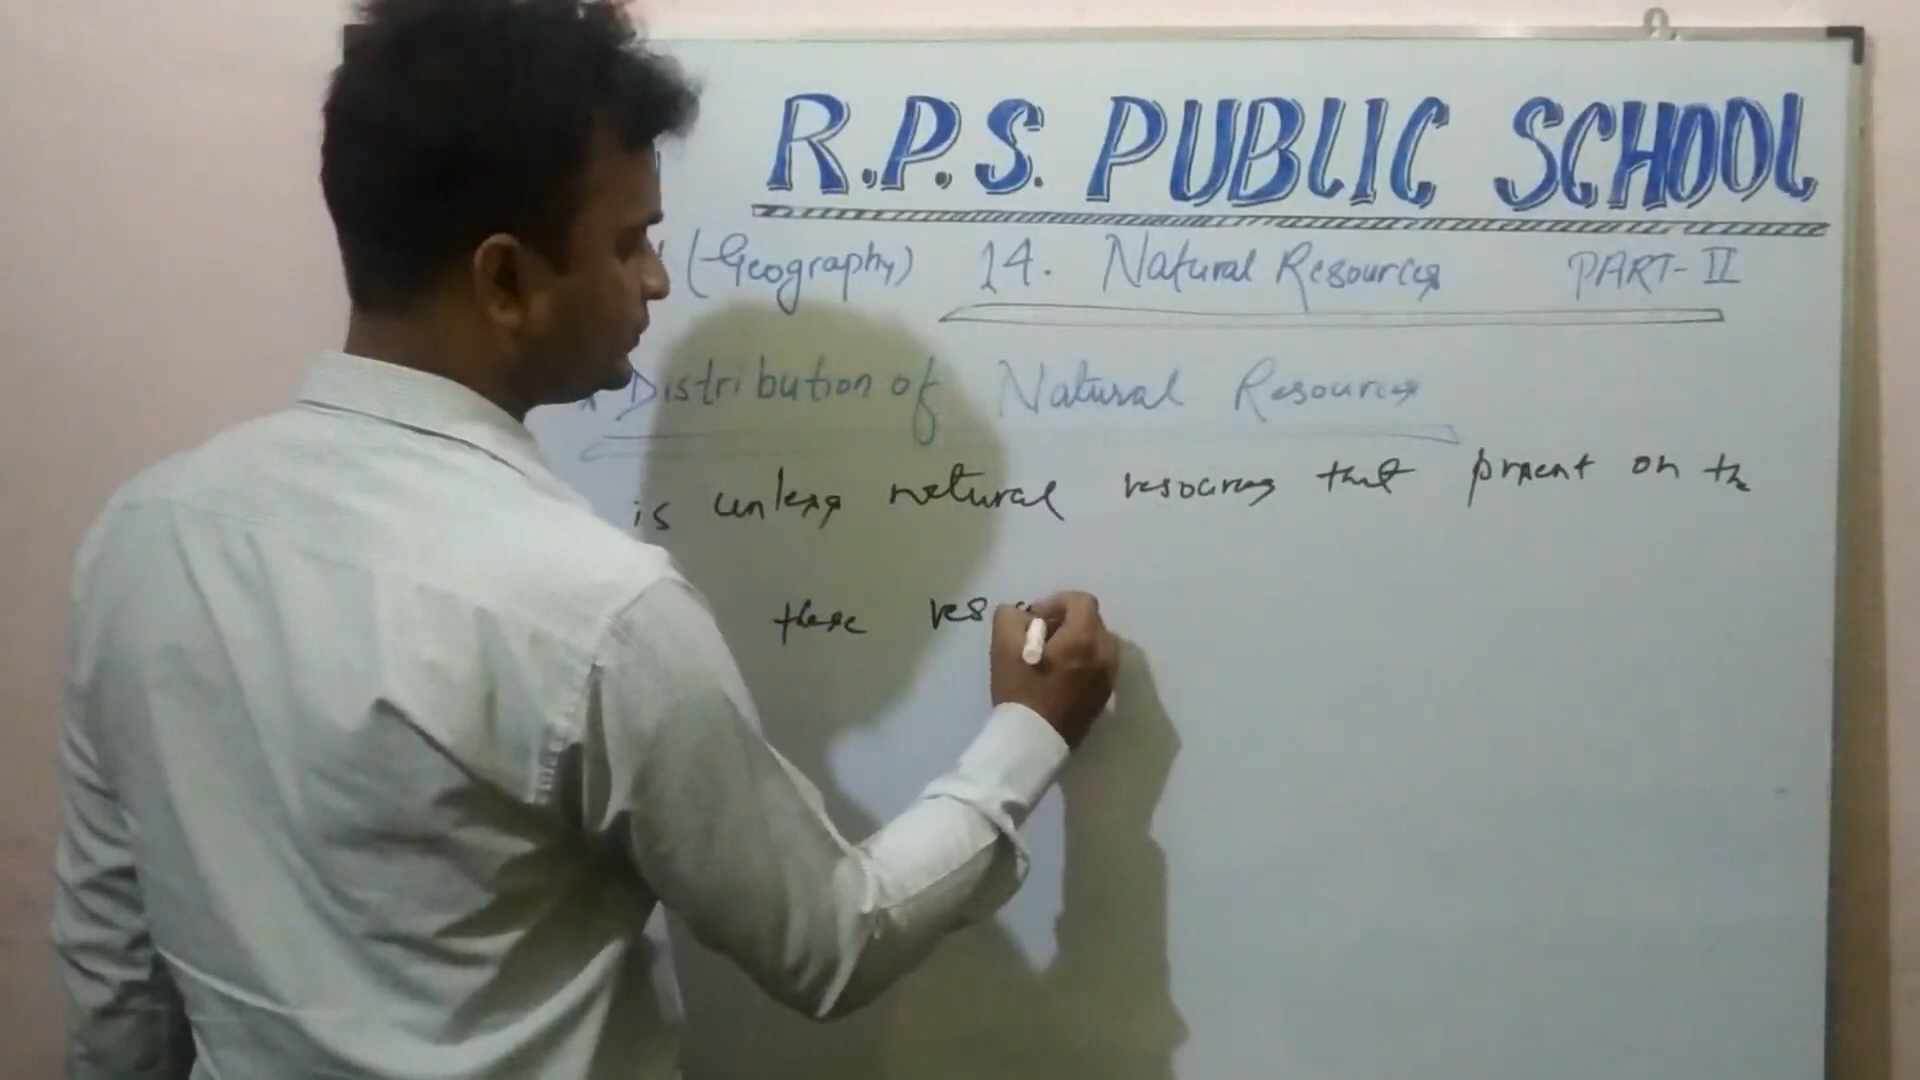 R.P.S. PUBLIC SCHOOL
(Geography) 14. Natural Resources PART-II
Distribution of Natural Resources
is unless natural resources that present on the
these res